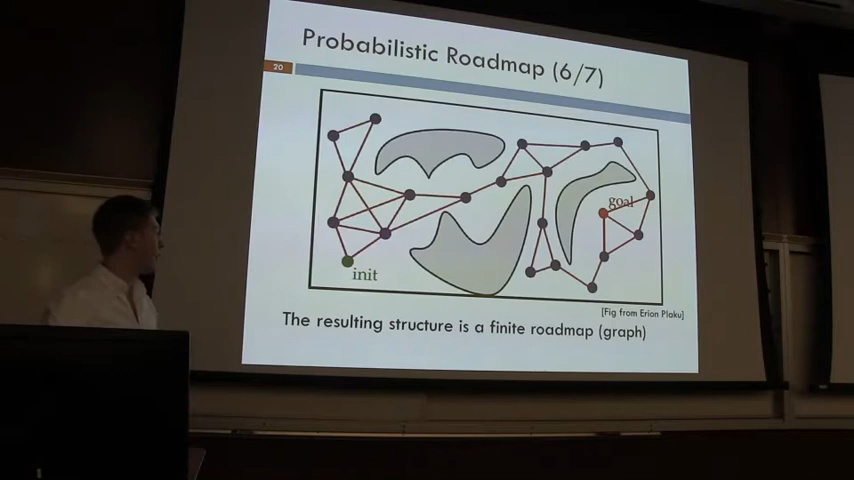 Probabilistic Roadmap (6/7)
20
goal
init
[Fig from Erion Plaku]
The resulting structure is a finite roadmap (graph)